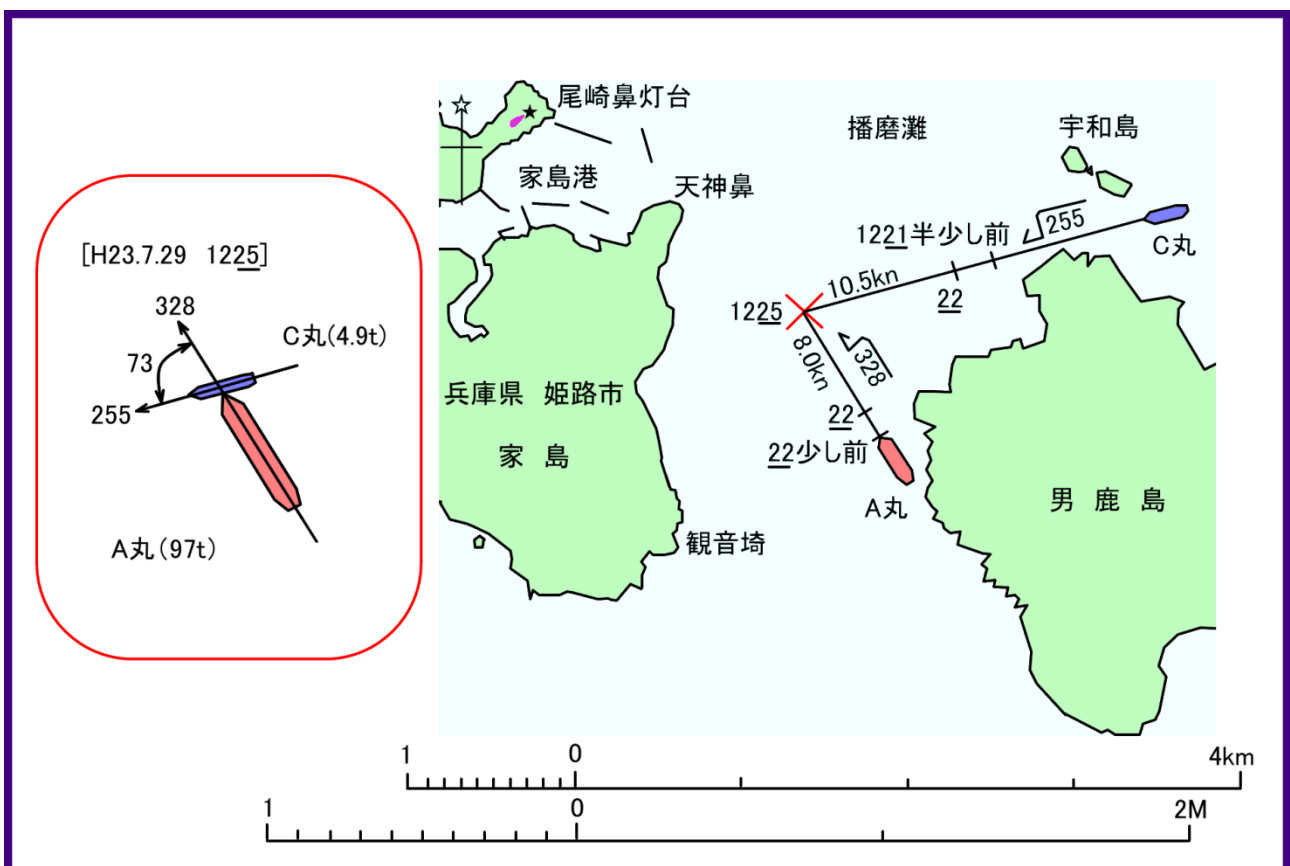 [H23.7.29 1225]
328
C丸(4.9t)
73
255
A丸(97t)
尾崎鼻灯台
播磨灘
宇和島
家島港
天神鼻
1221半少し前
255
C丸
10.5kn
22
1225
8.0kn
328
兵庫県 姫路市
22
家 島
22少し前
A丸
男 鹿 島
観音埼
1
0
4km
1
0
2M